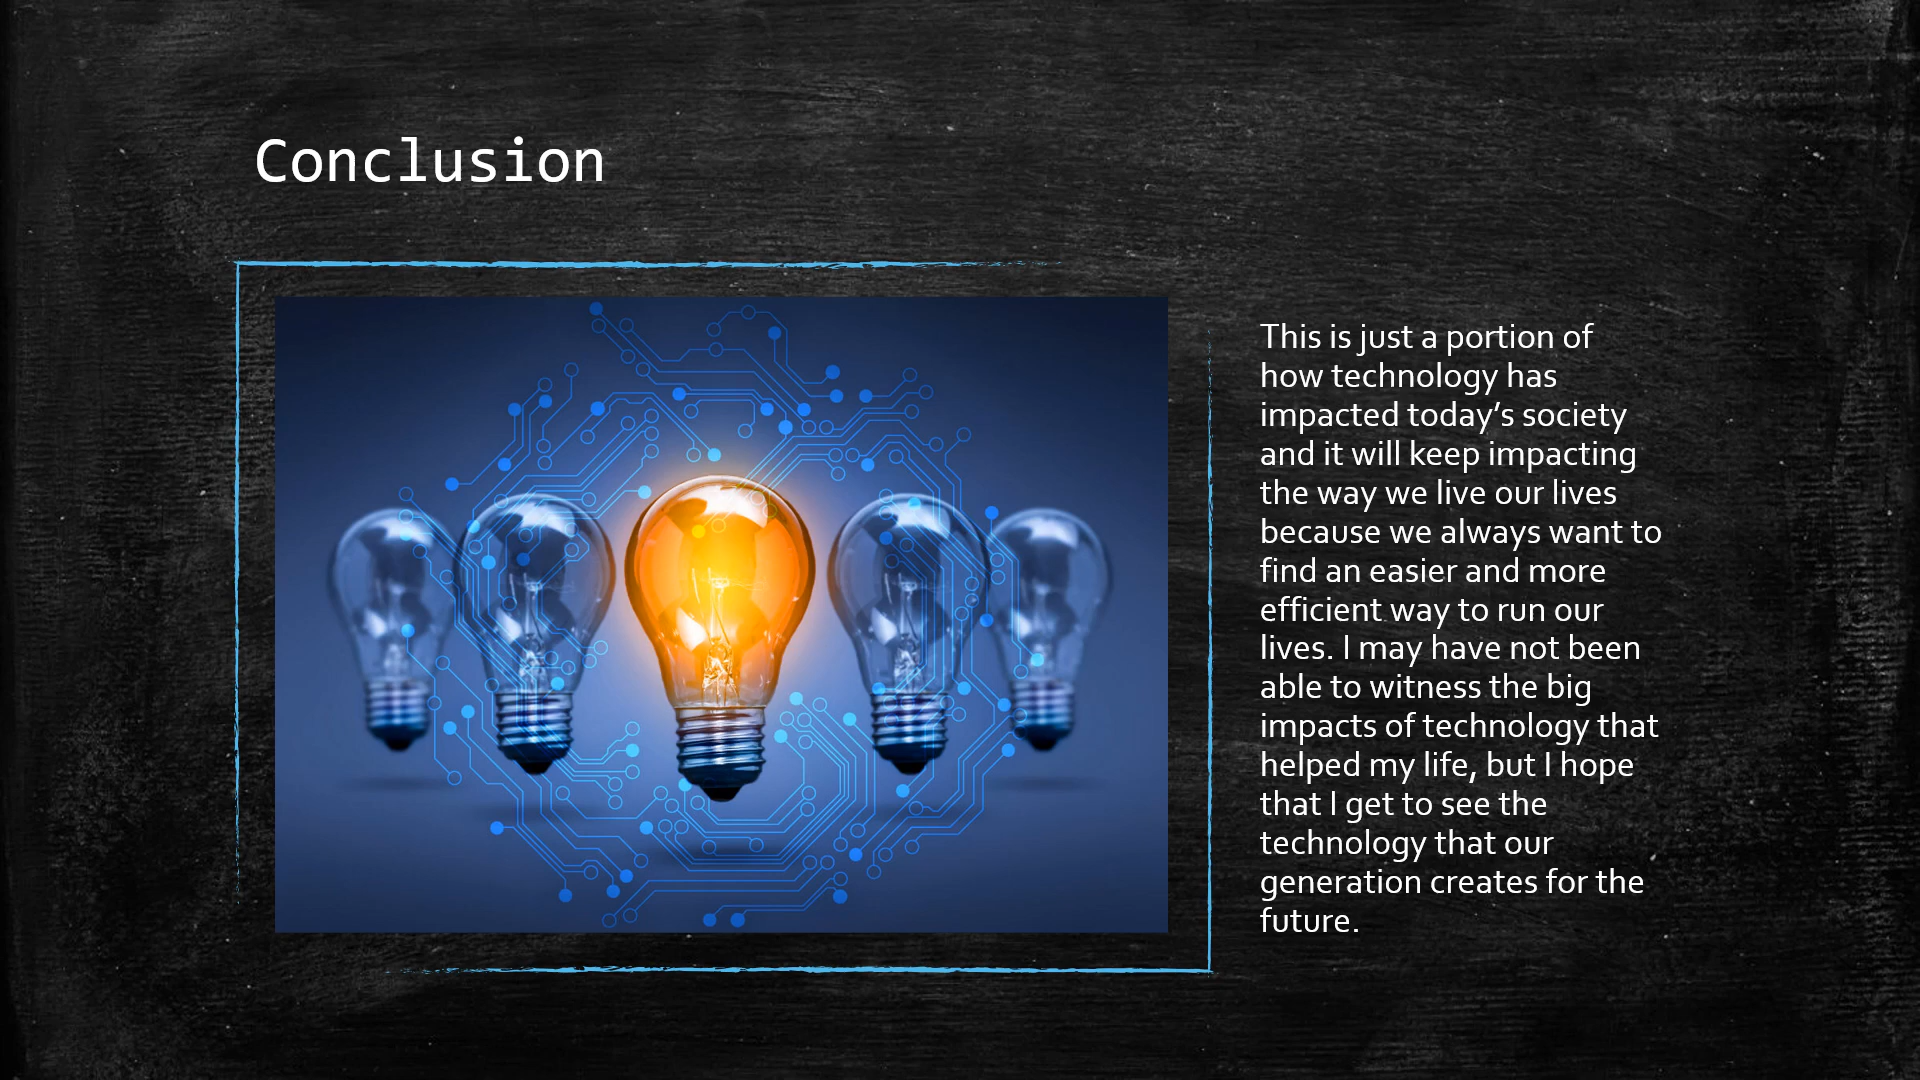 Conclusion
This is just a portion of
how technology has
impacted today’s society
and it will keep impacting
the way we live our lives
because we always want to
find an easier and more
efficient way to run our
lives. I may have not been
able to witness the big
impacts of technology that
helped my life, but I hope
that I get to see the
technology that our
generation creates for the
future.